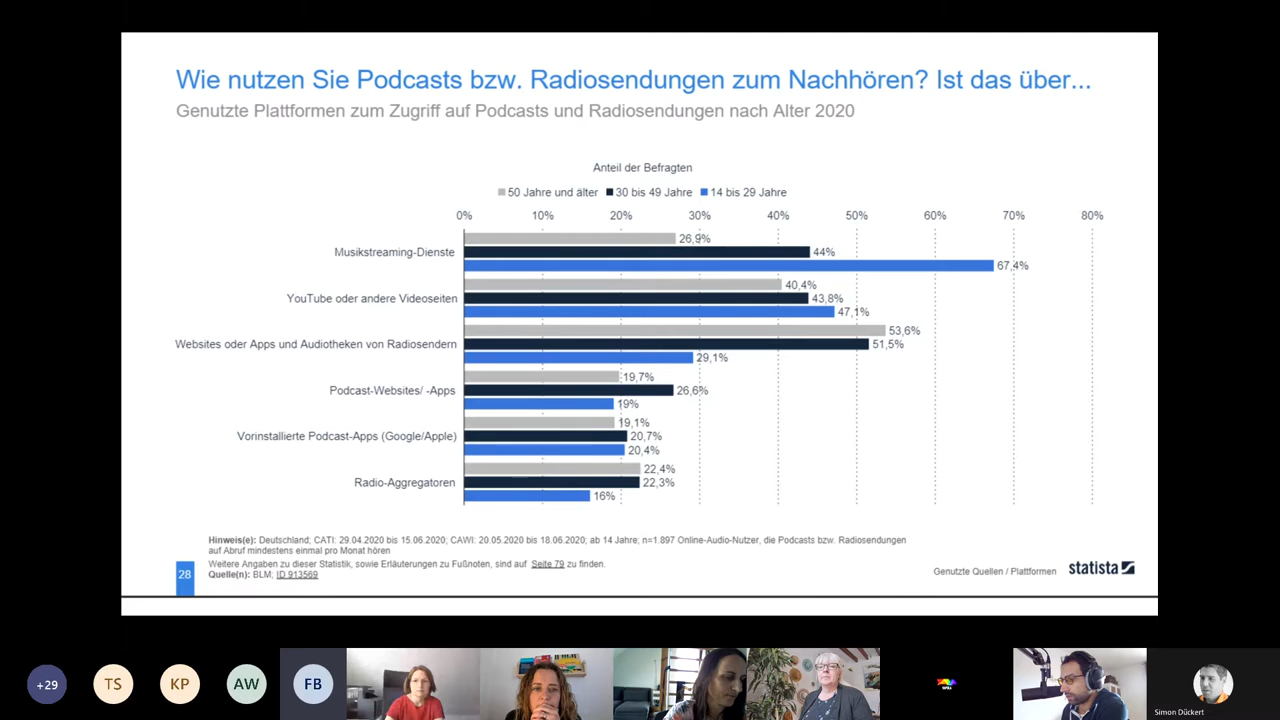 Wie nutzen Sie Podcasts bzw. Radiosendungen zum Nachhören? Ist das über...
Genutzte Plattformen zum Zugriff auf Podcasts und Radiosendungen nach Alter 2020
Anteil der Befragten
50 Jahre und älter 30 bis 49 Jahre 14 bis 29 Jahre
0% 10% 20% 30% 40% 50% 60% 70% 80%
26,9%
Musikstreaming-Dienste 44%
67,4%
40,4%
YouTube oder andere Videoseiten 43,8%
47,1%
53,6%
Websites oder Apps und Audiotheken von Radiosendern 51,5%
29,1%
19,7%
Podcast-Websites/ -Apps 26,6%
19%
19,1%
Vorinstallierte Podcast-Apps (Google/Apple) 20,7%
20,4%
22,4%
Radio-Aggregatoren 22,3%
16%
Hinweis(e): Deutschland; CATI: 29.04.2020 bis 15.06.2020; CAWI: 20.05.2020 bis 18.06.2020; ab 14 Jahre; n=1.897 Online-Audio-Nutzer, die Podcasts bzw. Radiosendungen
auf Abruf mindestens einmal pro Monat hören
Weitere Angaben zu dieser Statistik, sowie Erläuterungen zu Fußnoten, sind auf Seite 79 zu finden.
Quelle(n): BLM; ID 913569
28
Genutzte Quellen / Plattformen statista
+29 TS KP AW FB
Simon Dückert